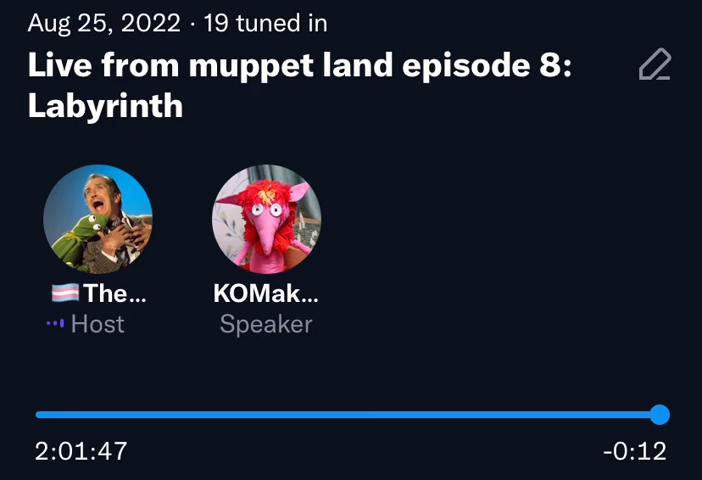 Aug 25, 2022 · 19 tuned in
Live from muppet land episode 8:
Labyrinth
The... KOMak...
Host Speaker
2:01:47 -0:12